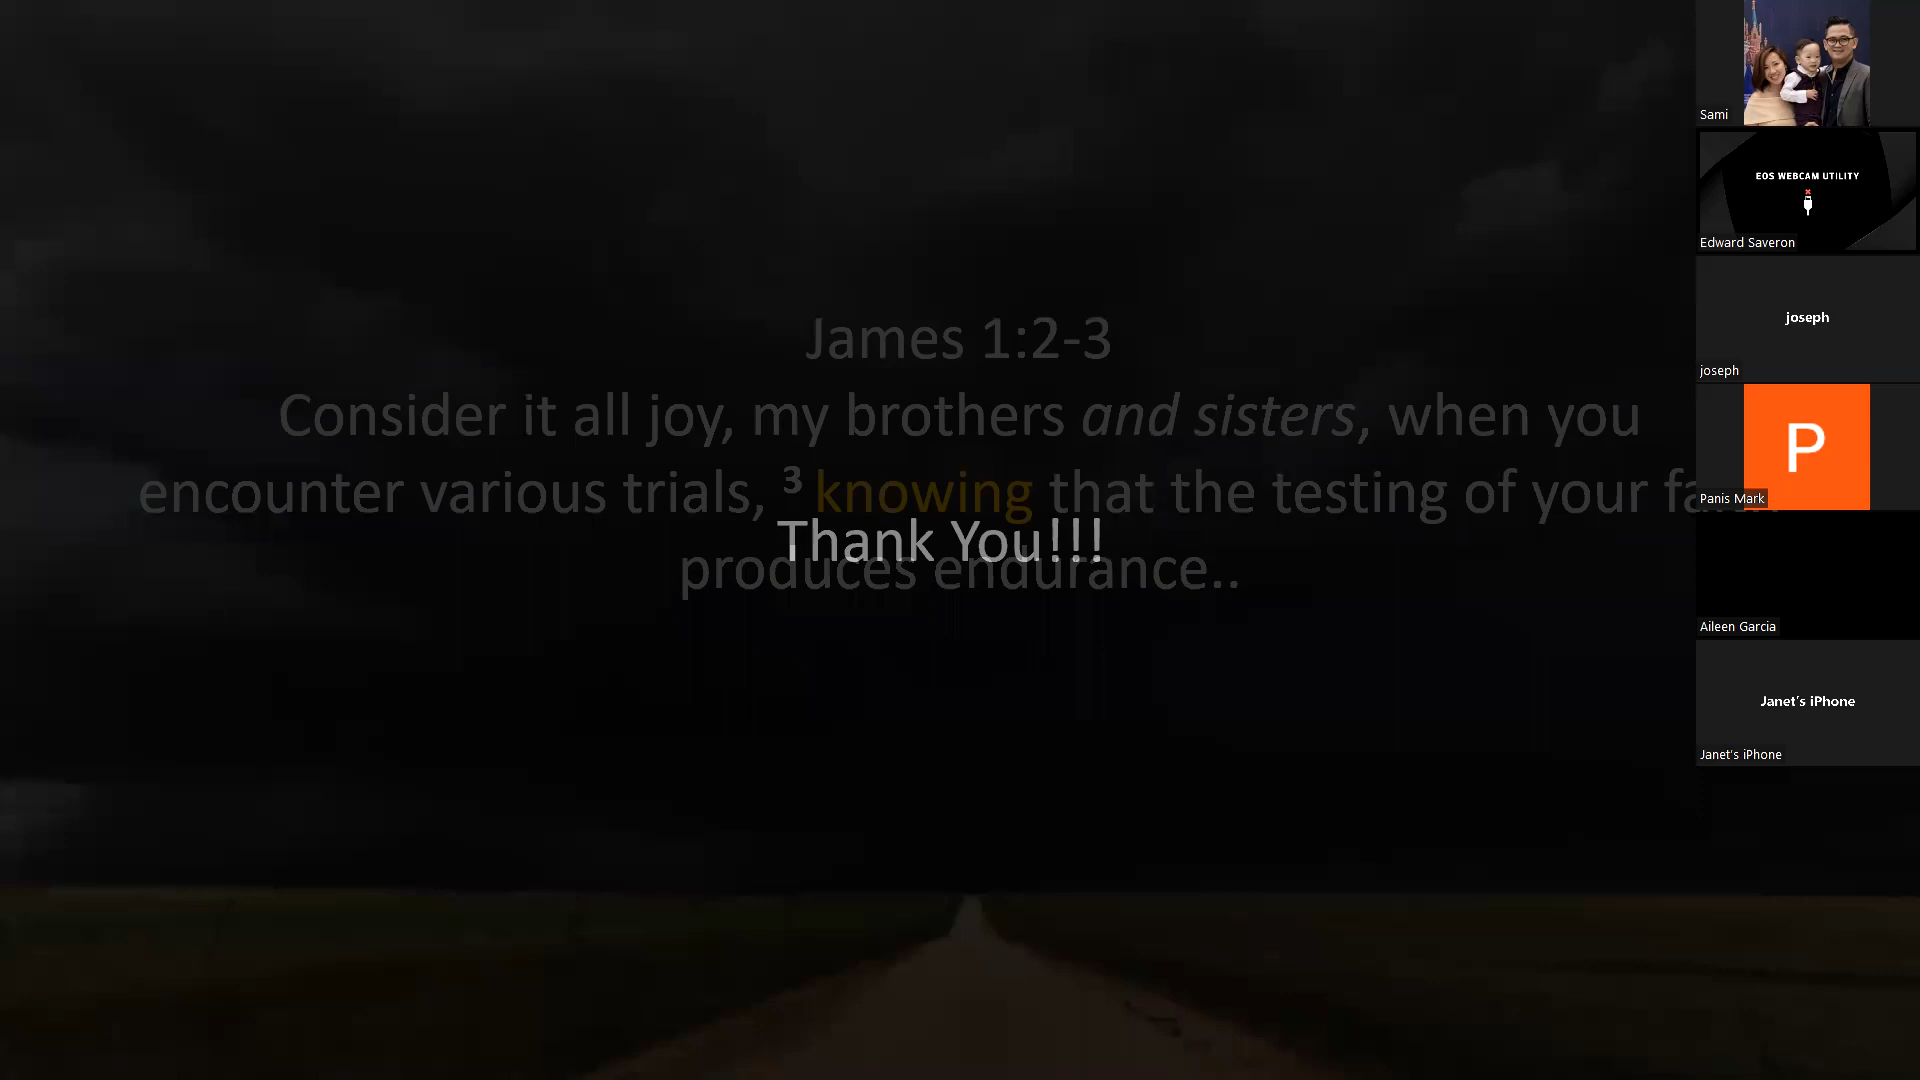 James 1:2-3
Consider it all joy, my brothers and sisters, when you
encounter various trials, 3 knowing that the testing of your
produces endurance..
Thank You!!!
Sami
EOS WEBCAM UTILITY
Edward Saveron
joseph
joseph
P
Panis Mark
Aileen Garcia
Janet's iPhone
Janet's iPhone